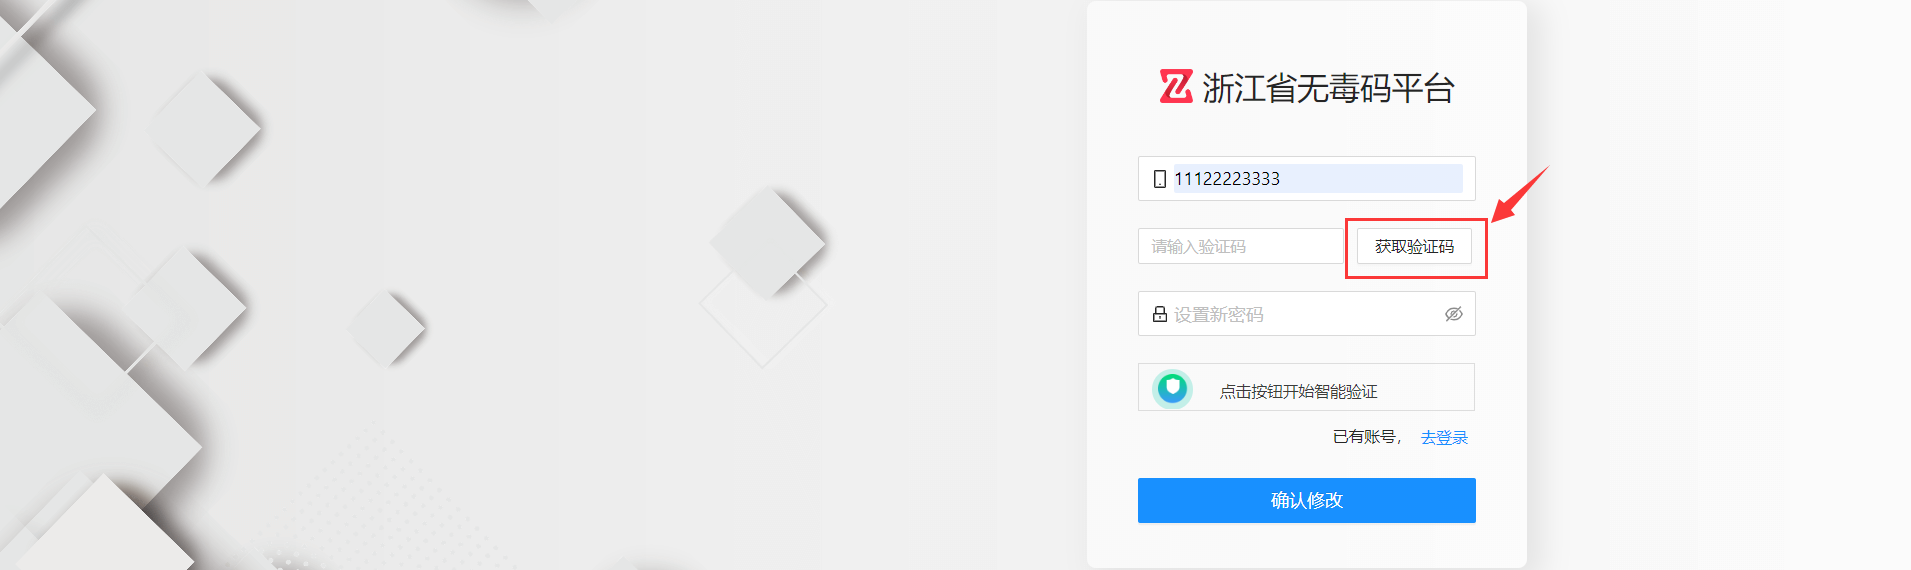 浙江省无毒码平台
11122223333
请输入验证码 获取验证码
设置新密码
点击按钮开始智能验证
已有账号， 去登录
确认修改